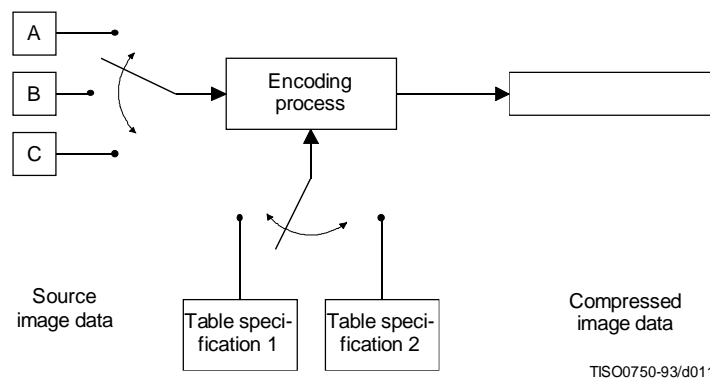 A
B
C
Encoding
process
Source
image data
Table speci-
fication 1
Table speci-
fication 2
Compressed
image data
TISO0750-93/d011